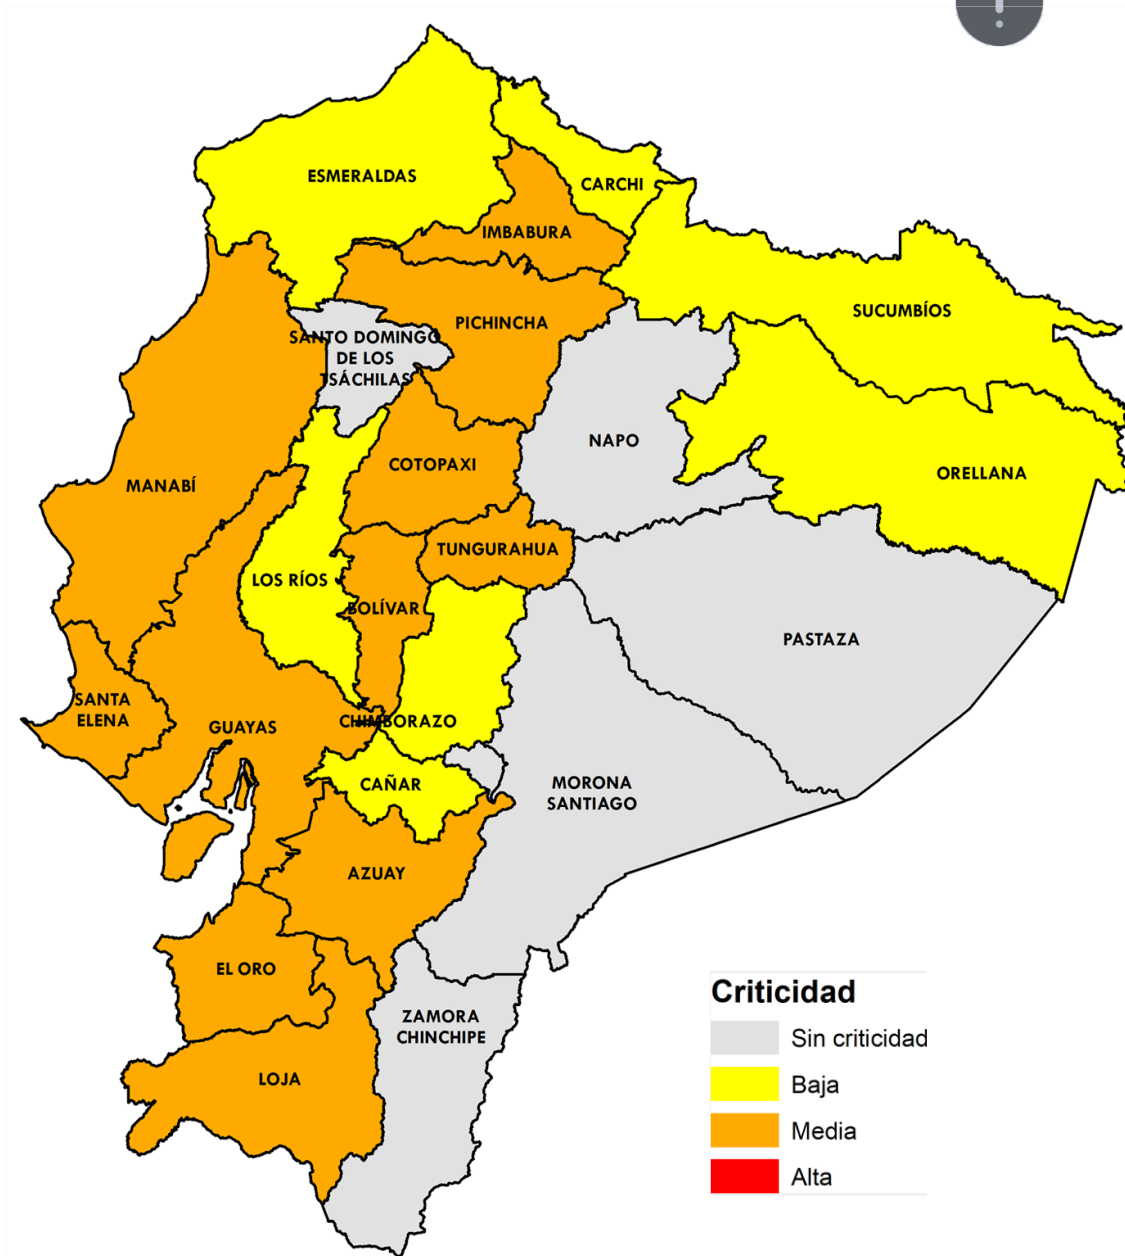 ESMERALDAS
CARCHI
IMBABURA
SUCUMBÍOS
PICHINCHA
SANTO DOMINGO
DE LOS
TSÁCHILAS
NAPO
COTOPAXI
ORELLANA
MANABÍ
TUNGURAHUA
LOS RÍOS
BOLÍVAR
PASTAZA
SANTA
ELENA
GUAYAS
CHIMBORAZO
CAÑAR
MORONA
SANTIAGO
AZUAY
EL ORO
ZAMORA
CHINCHIPE
LOJA
Criticidad
Sin criticidad
Baja
Media
Alta